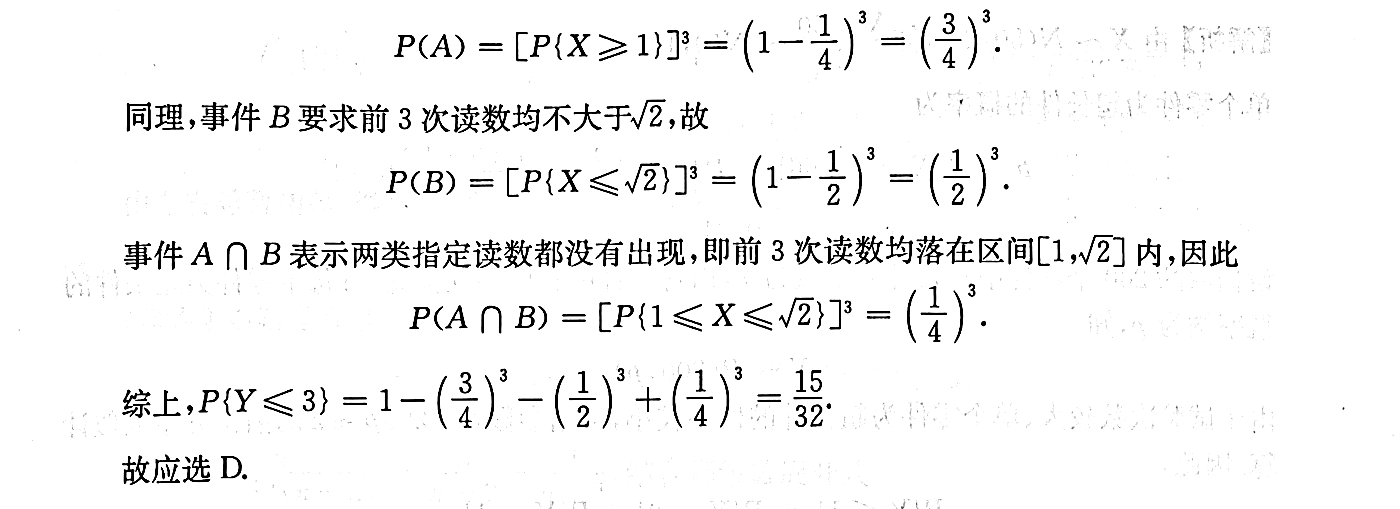 P(A) = [P{X ⩾ 1}]³ = (1 − 1/4)³ = (3/4)³.
同理,事件 B 要求前 3 次读数均不大于√2,故
P(B) = [P{X ⩽ √2}]³ = (1 − 1/2)³ = (1/2)³.
事件 A ∩ B 表示两类指定读数都没有出现,即前 3 次读数均落在区间[1,√2]内,因此
P(A ∩ B) = [P{1 ⩽ X ⩽ √2}]³ = (1/4)³.
综上,P{Y ⩽ 3} = 1 − (3/4)³ − (1/2)³ + (1/4)³ = 15/32.
故应选 D.